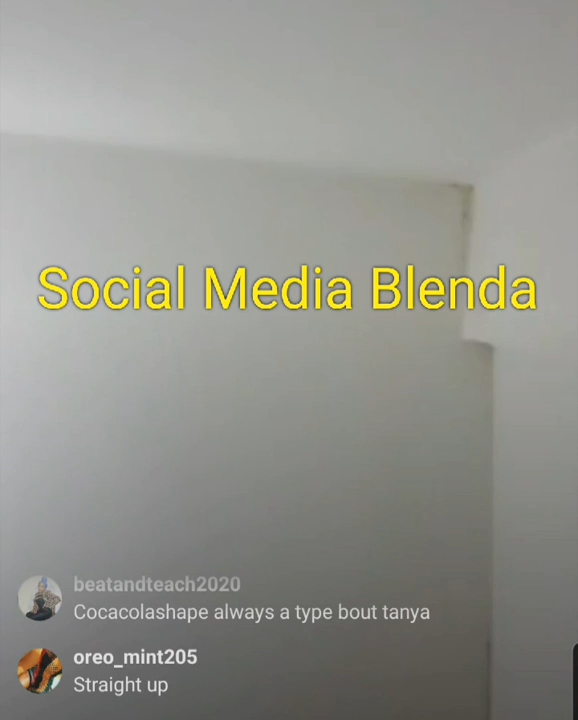 Social Media Blenda
beatandteach2020
Cocacolashape always a type bout tanya
oreo_mint205
Straight up